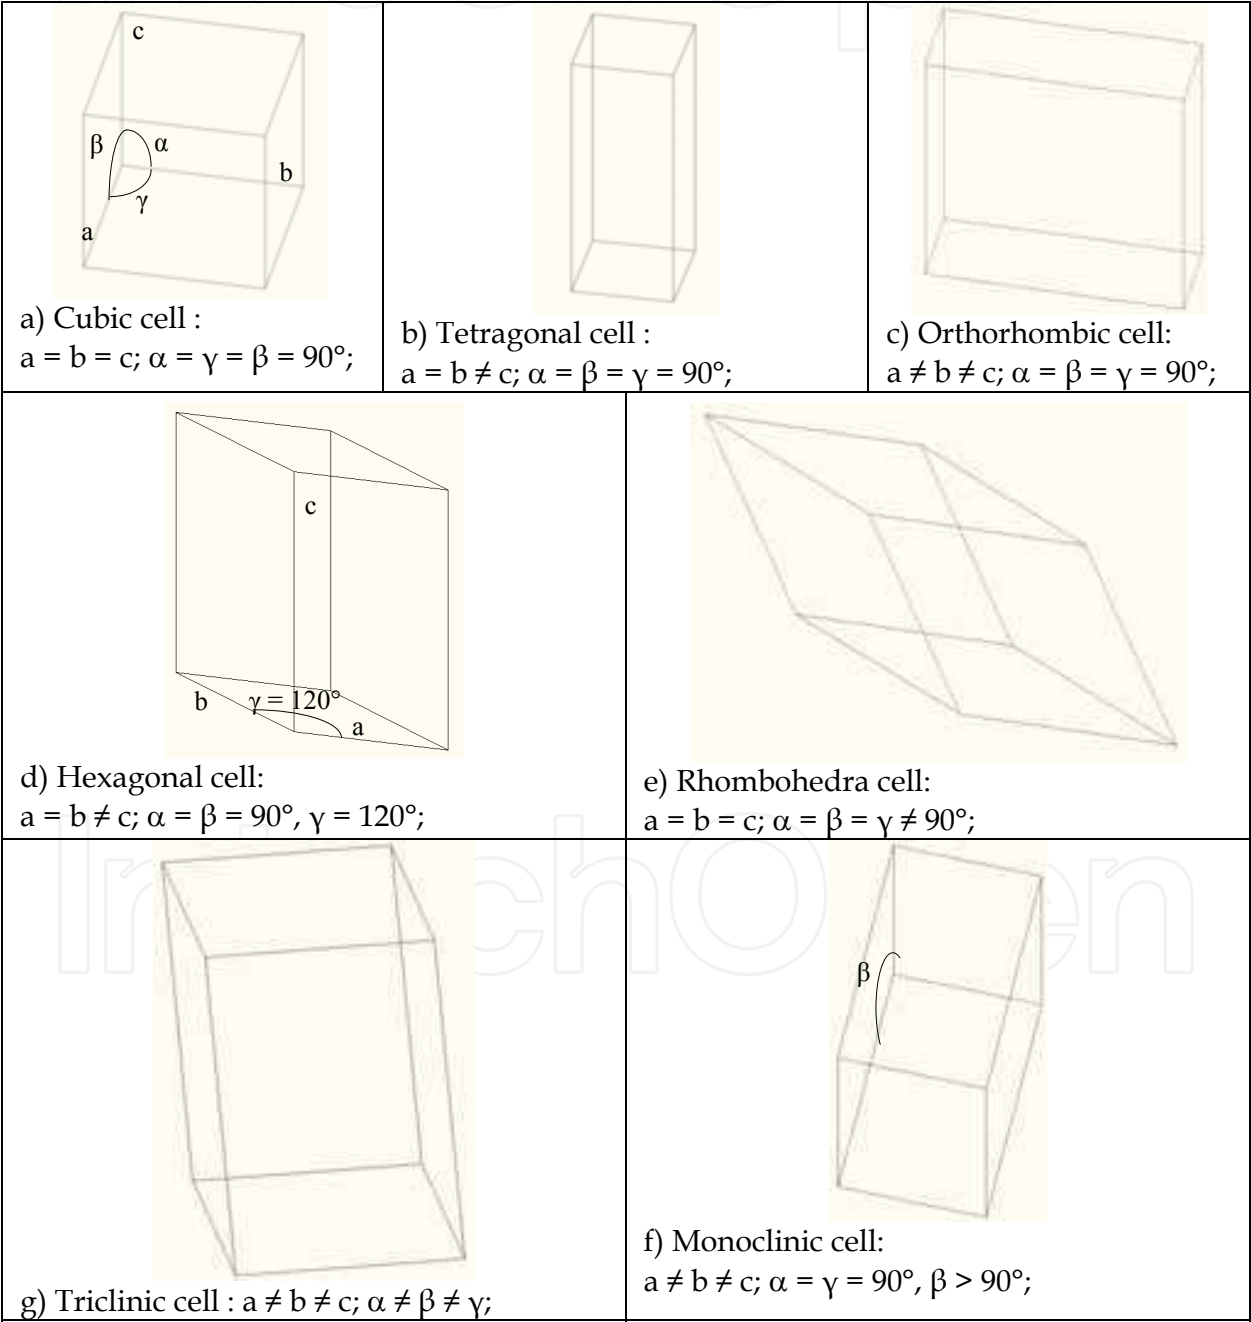 c
β
α
b
γ
a
a) Cubic cell :
a = b = c; α = γ = β = 90°;
b) Tetragonal cell :
a = b ≠ c; α = β = γ = 90°;
c) Orthorhombic cell:
a ≠ b ≠ c; α = β = γ = 90°;
c
b
γ = 120°
a
d) Hexagonal cell:
a = b ≠ c; α = β = 90°, γ = 120°;
e) Rhombohedra cell:
a = b = c; α = β = γ ≠ 90°;
g) Triclinic cell : a ≠ b ≠ c; α ≠ β ≠ γ;
β
f) Monoclinic cell:
a ≠ b ≠ c; α = γ = 90°, β > 90°;